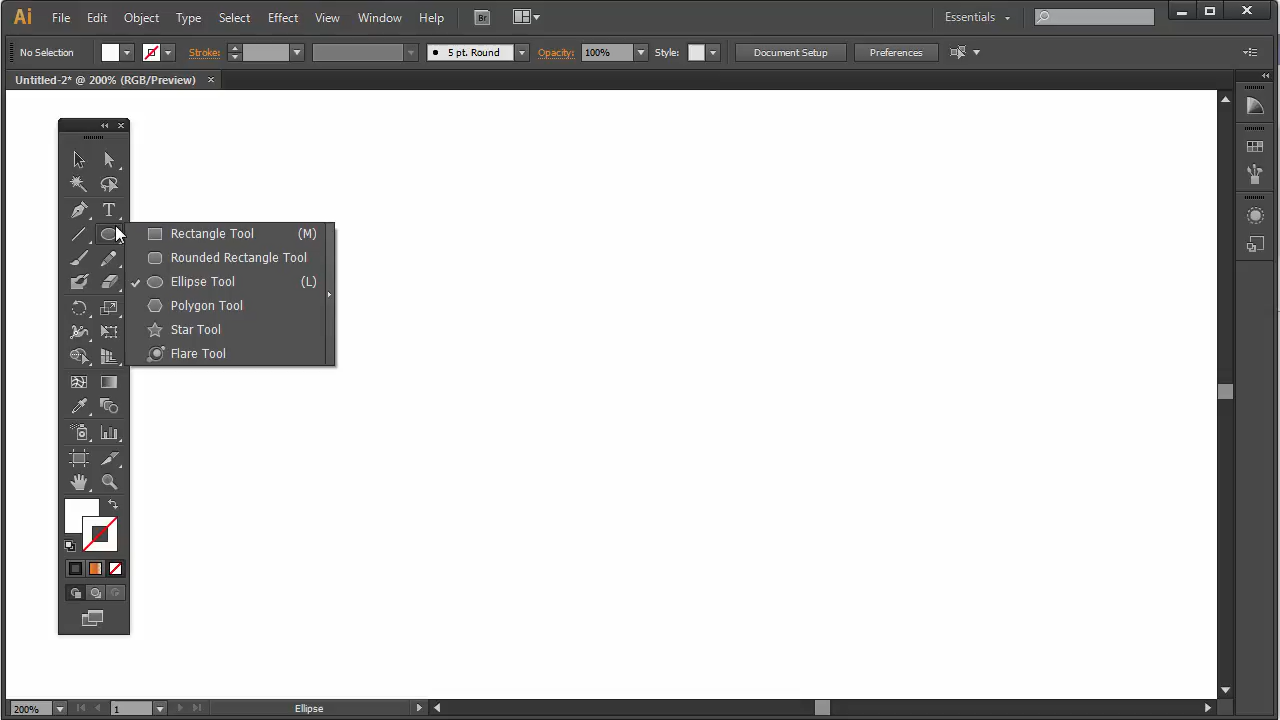 Ai File Edit Object Type Select Effect View Window Help Br Essentials
No Selection Stroke: 5 pt. Round Opacity: 100% Style: Document Setup Preferences
Untitled-2* @ 200% (RGB/Preview)
T
Rectangle Tool (M)
Rounded Rectangle Tool
Ellipse Tool (L)
Polygon Tool
Star Tool
Flare Tool
200% 1 Ellipse